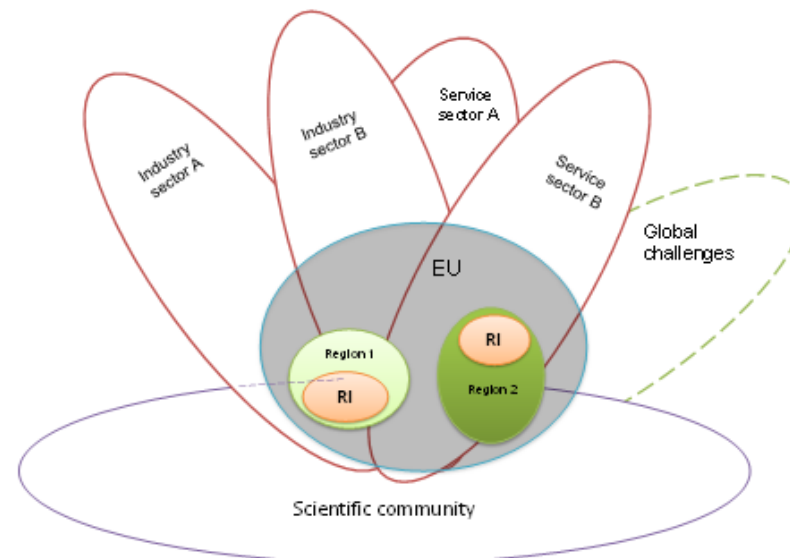 Service
sector A
Industry
sector B
Industry
sector A
Service
sector B
Global
challenges
EU
RI
Region 1
Region 2
RI
Scientific community